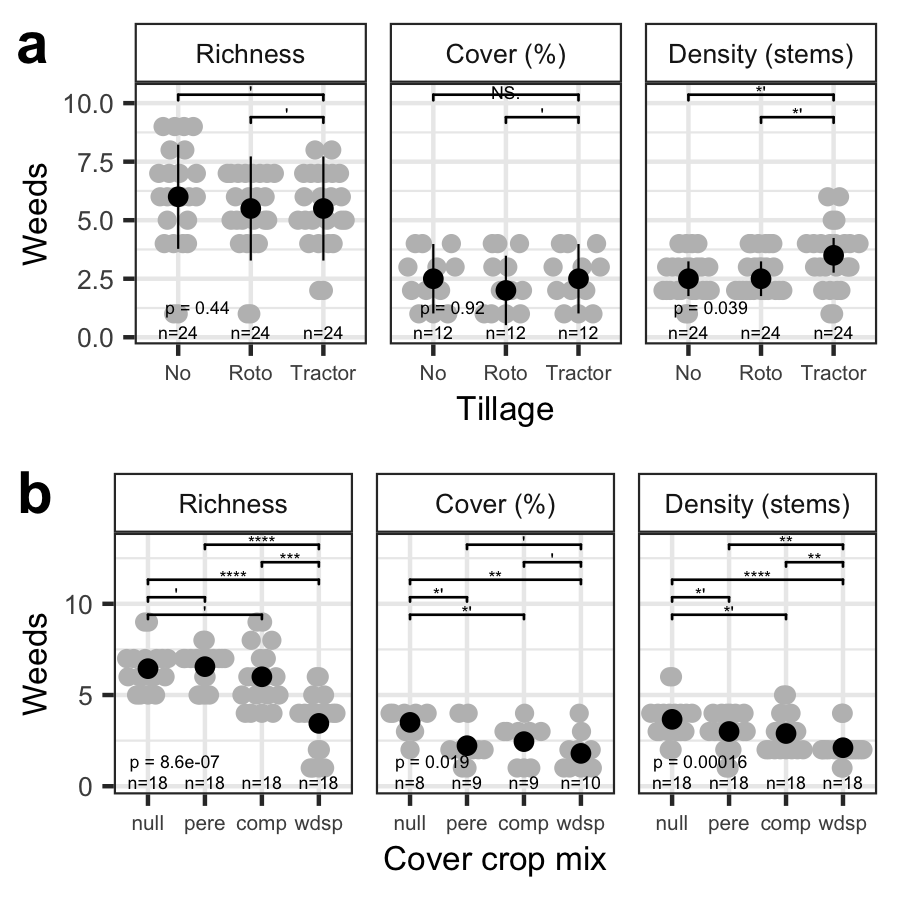 a
Richness
Cover (%)
Density (stems)
Weeds
10.0
7.5
5.0
2.5
0.0
'
'
p = 0.44
n=24 n=24 n=24
No Roto Tractor
NS.
'
p = 0.92
n=12 n=12 n=12
No Roto Tractor
*'
*'
p = 0.039
n=24 n=24 n=24
No Roto Tractor
Tillage
b
Richness
Cover (%)
Density (stems)
Weeds
10
5
0
****
***
****
'
'
p = 8.6e-07
n=18 n=18 n=18 n=18
null pere comp wdsp
'
'
**
*'
*'
p = 0.019
n=8 n=9 n=9 n=10
null pere comp wdsp
**
**
****
*'
*'
p = 0.00016
n=18 n=18 n=18 n=18
null pere comp wdsp
Cover crop mix